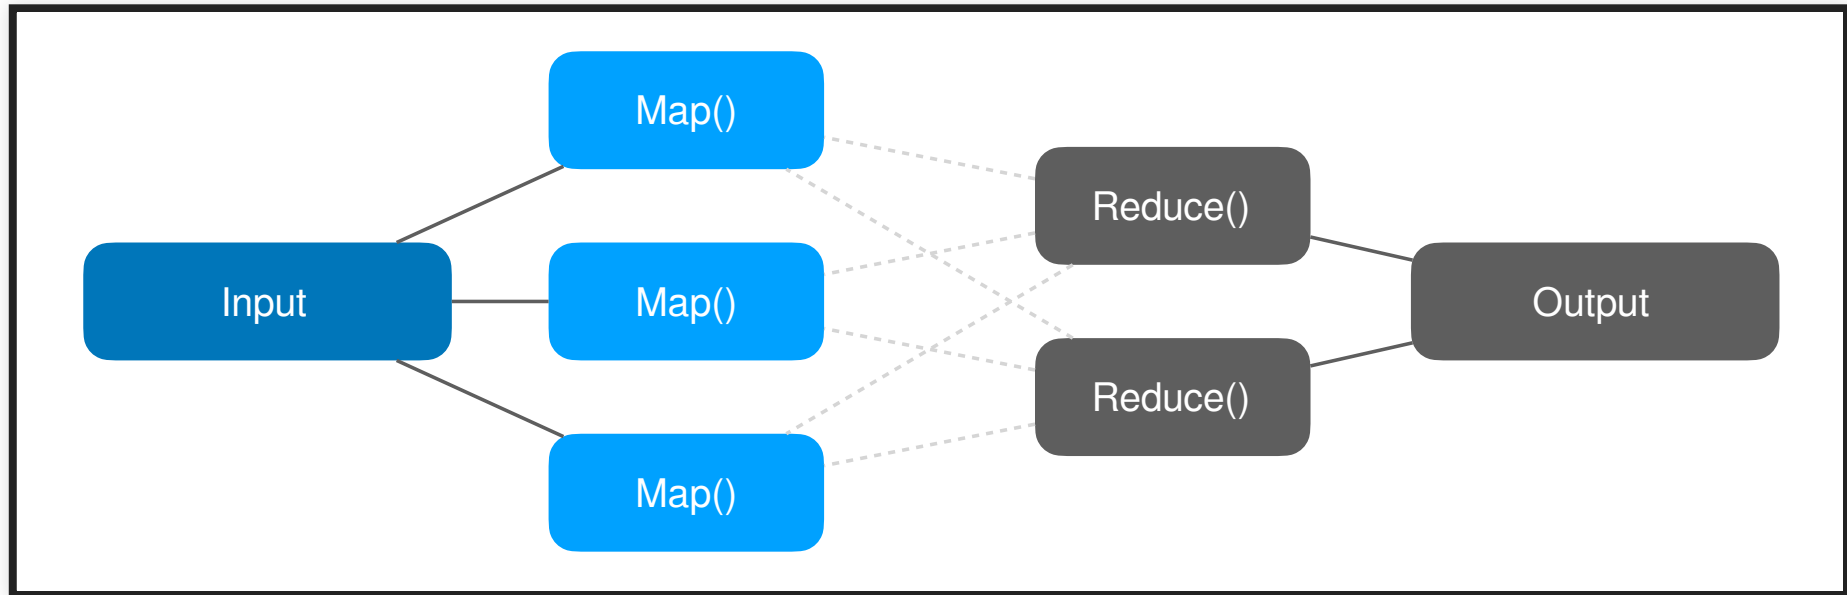 Input
Map()
Map()
Map()
Reduce()
Reduce()
Output